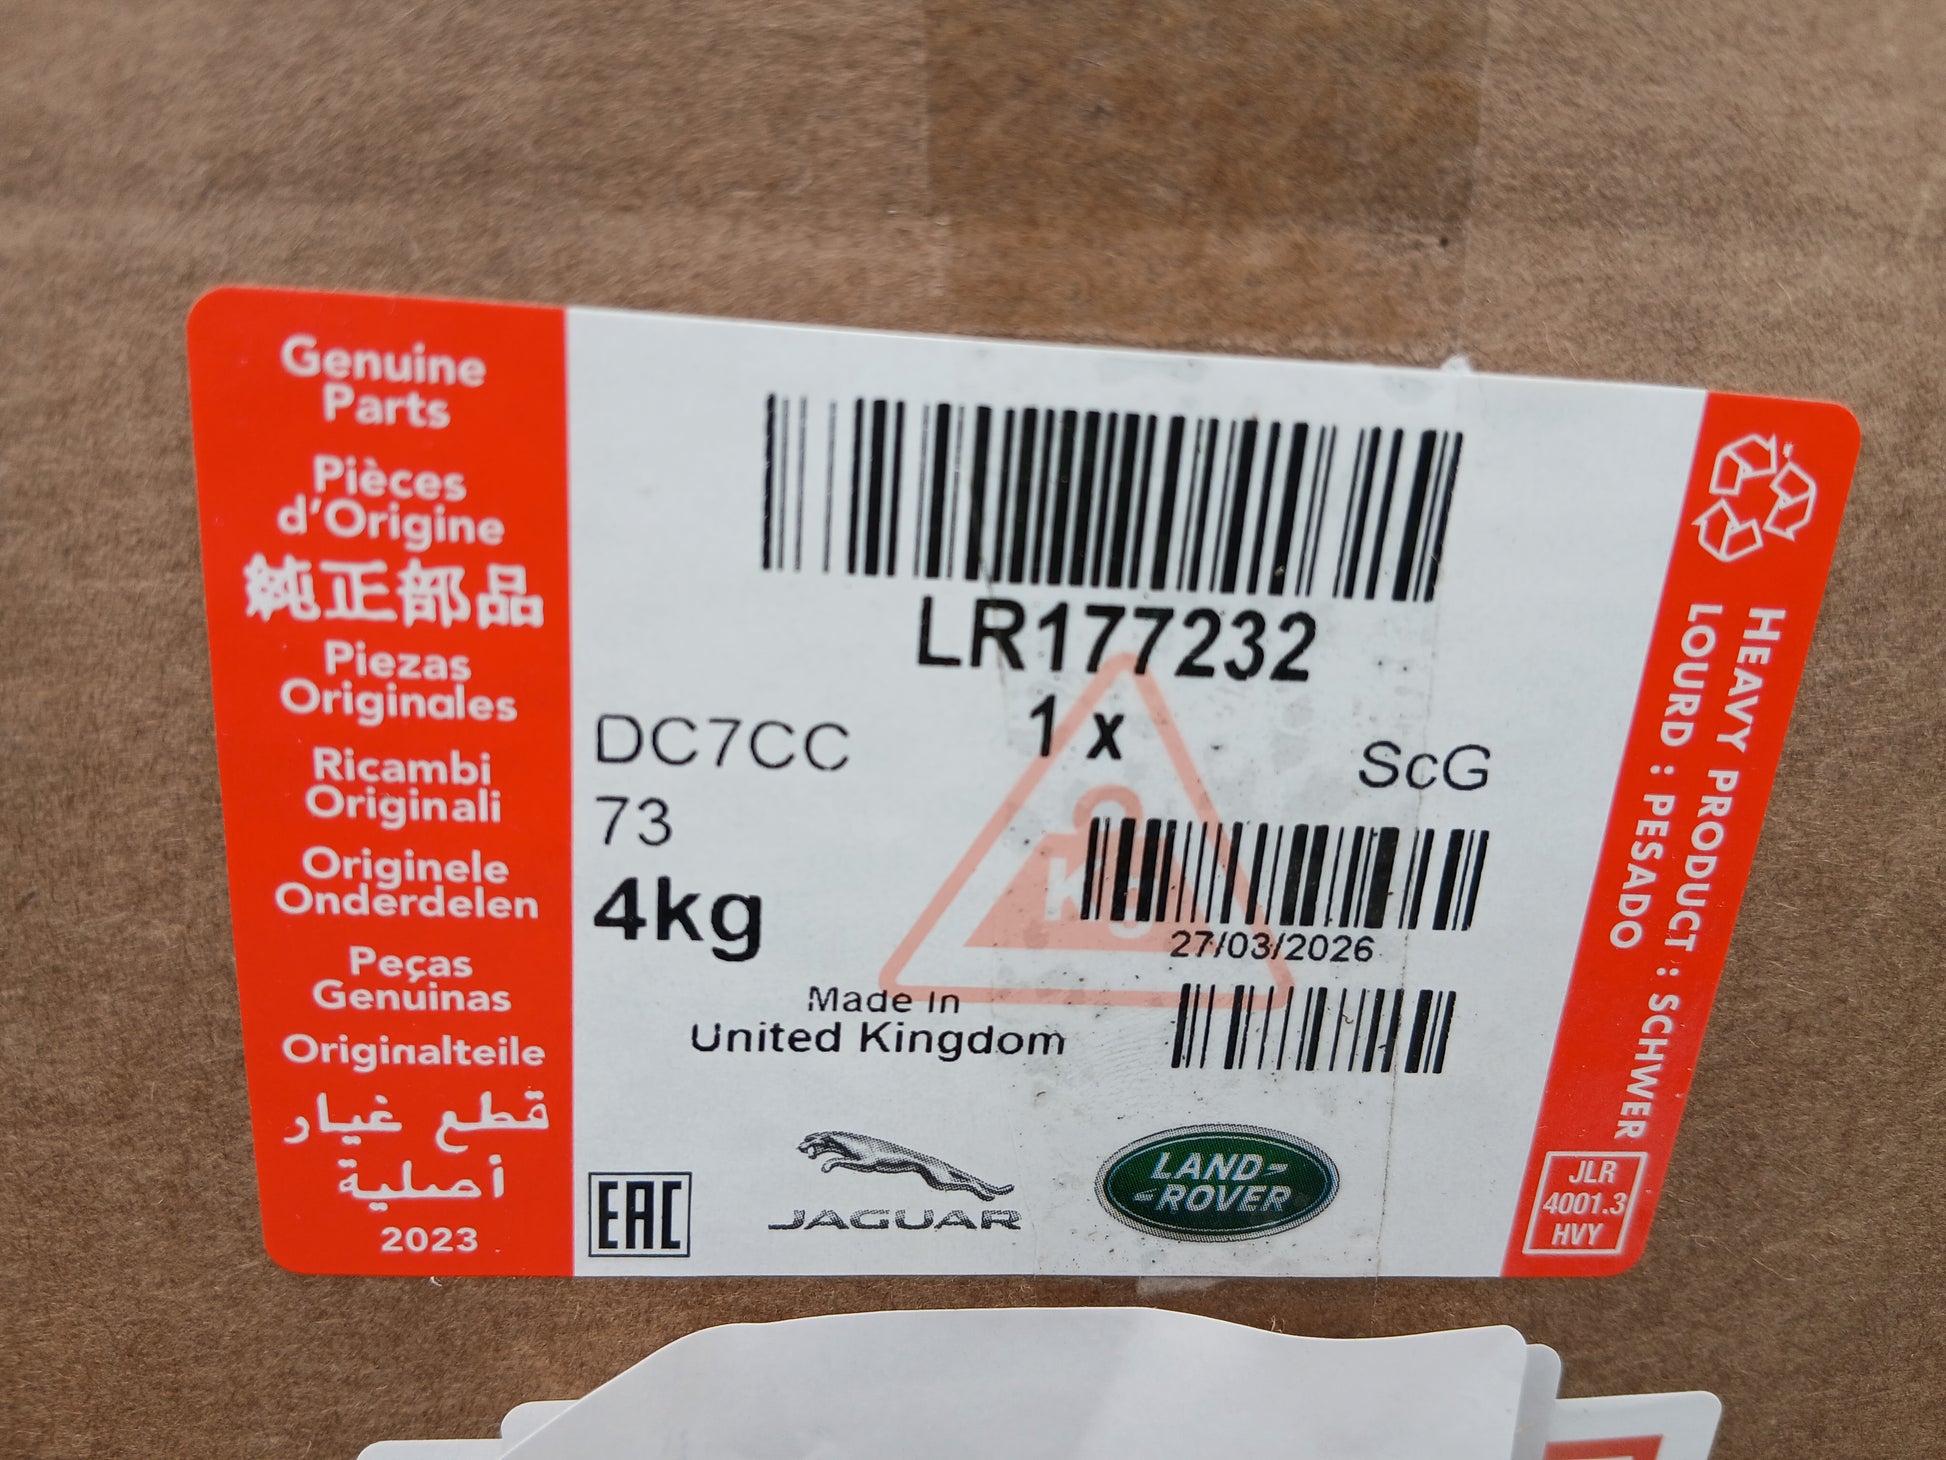 Genuine
Parts
Pièces
d'Origine
純正部品
Piezas
Originales
Ricambi
Originali
Originele
Onderdelen
Peças
Genuinas
Originalteile
قطع غيار
أصلية
2023
LR177232
1 x
DC7CC
ScG
73
4kg
27/03/2026
Made In
United Kingdom
EAC
JAGUAR
LAND-
-ROVER
KG
HEAVY PRODUCT : SCHWER
LOURD : PESADO
JLR
4001.3
HVY